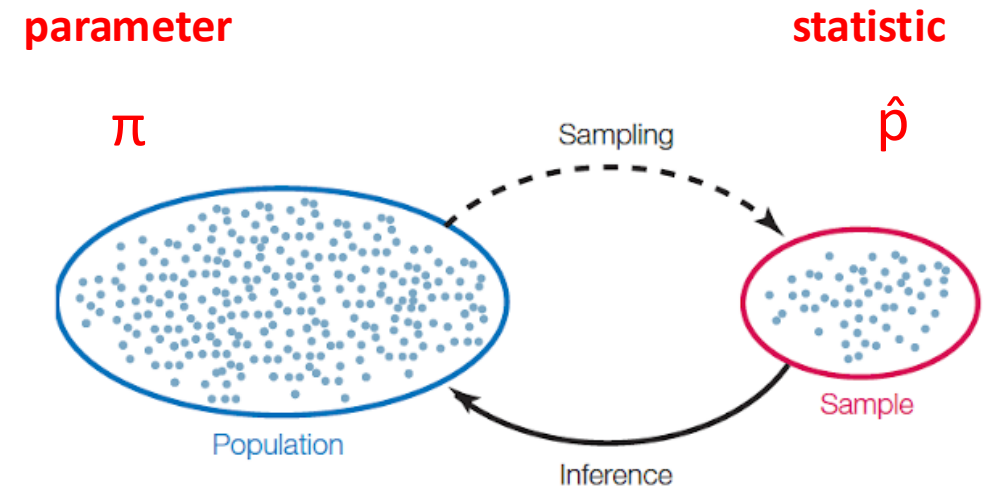 parameter
statistic
π
p̂
Sampling
Population
Sample
Inference